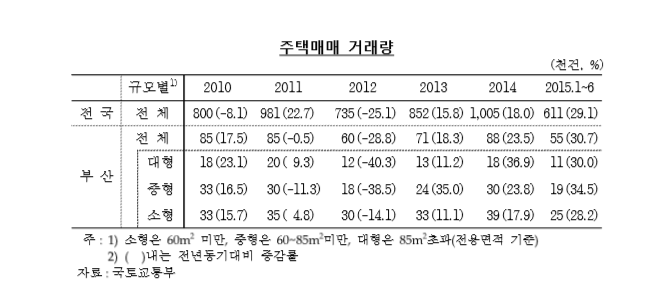 주택매매 거래량
(천건, %)
규모별1) 2010 2011 2012 2013 2014 2015.1~6
전 국 전 체 800(-8.1) 981(22.7) 735(-25.1) 852(15.8) 1,005(18.0) 611(29.1)
부 산 전 체 85(17.5) 85(-0.5) 60(-28.8) 71(18.3) 88(23.5) 55(30.7)
대형 18(23.1) 20( 9.3) 12(-40.3) 13(11.2) 18(36.9) 11(30.0)
중형 33(16.5) 30(-11.3) 18(-38.5) 24(35.0) 30(23.8) 19(34.5)
소형 33(15.7) 35( 4.8) 30(-14.1) 33(11.1) 39(17.9) 25(28.2)
주 : 1) 소형은 60m² 미만, 중형은 60~85m²미만, 대형은 85m²초과(전용면적 기준)
2) ( )내는 전년동기대비 증감률
자료 : 국토교통부